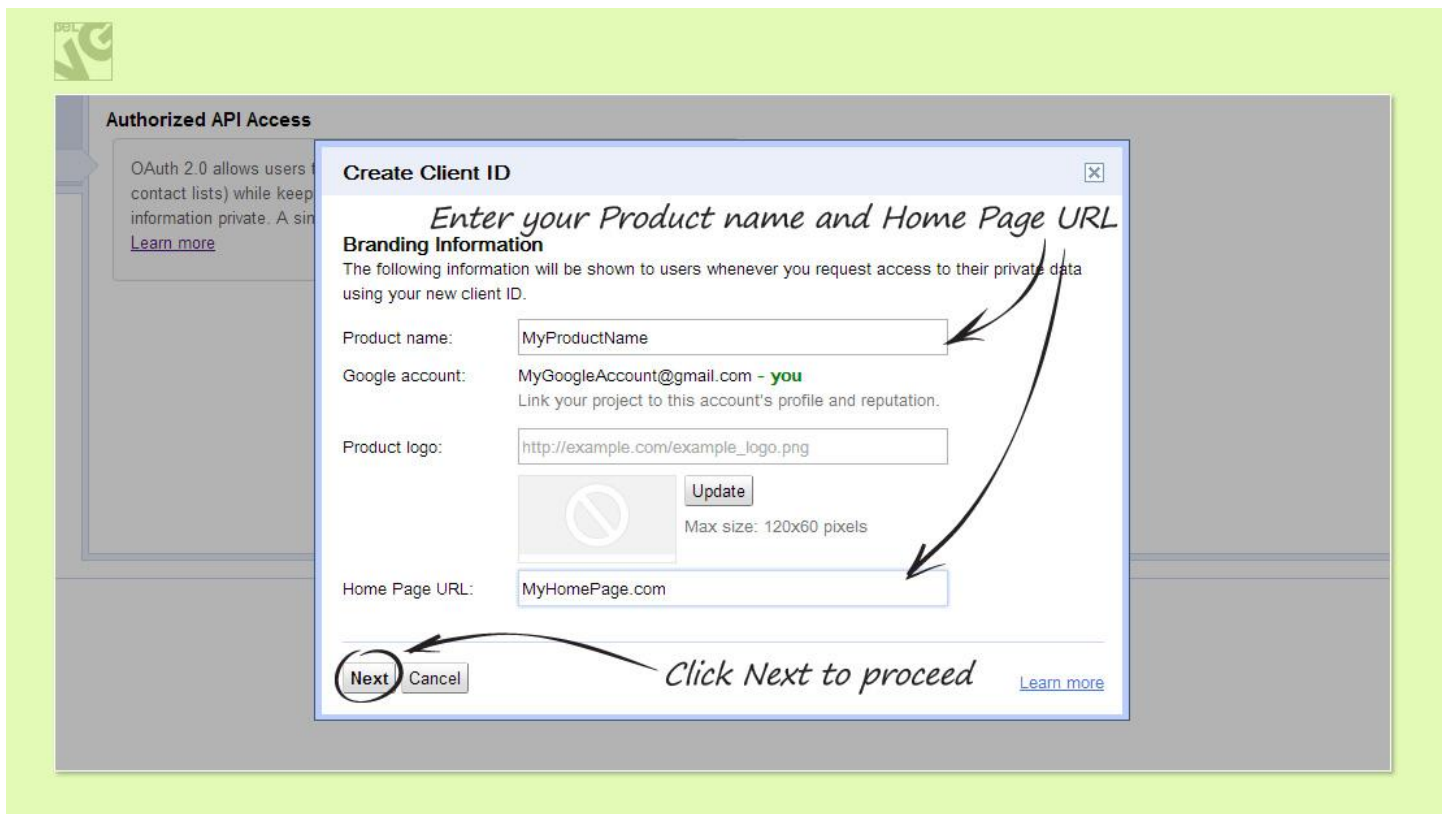 VG
Authorized API Access
OAuth 2.0 allows users
contact lists) while keep
information private. A sin
Learn more
Create Client ID
Enter your Product name and Home Page URL
Branding Information
The following information will be shown to users whenever you request access to their private data
using your new client ID.
Product name: MyProductName
Google account: MyGoogleAccount@gmail.com - you
Link your project to this account's profile and reputation.
Product logo: http://example.com/example_logo.png
Update
Max size: 120x60 pixels
Home Page URL: MyHomePage.com
Next Cancel Click Next to proceed Learn more